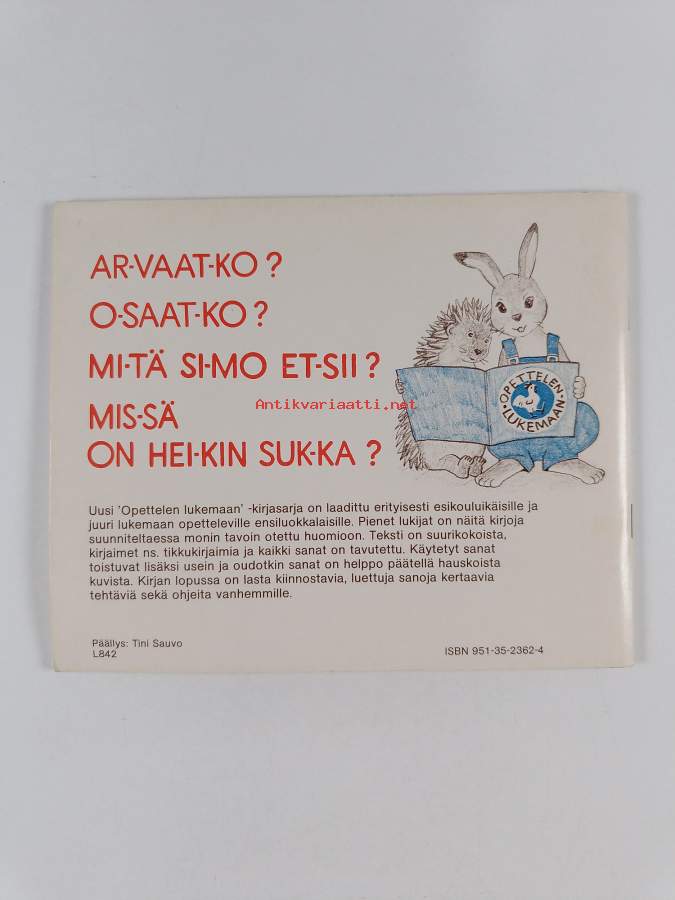 AR-VAAT-KO?
O-SAAT-KO?
MI-TÄ SI-MO ET-SII?
MIS-SÄ
ON HEI-KIN SUK-KA?
OPETTELEN
LUKEMAAN
Antikvariaatti.net
Uusi 'Opettelen lukemaan' -kirjasarja on laadittu erityisesti esikouluikäisille ja
juuri lukemaan opetteleville ensiluokkalaisille. Pienet lukijat on näitä kirjoja
suunniteltaessa monin tavoin otettu huomioon. Teksti on suurikokoista,
kirjaimet ns. tikkukirjaimia ja kaikki sanat on tavutettu. Käytetyt sanat
toistuvat lisäksi usein ja oudotkin sanat on helppo päätellä hauskoista
kuvista. Kirjan lopussa on lasta kiinnostavia, luettuja sanoja kertaavia
tehtäviä sekä ohjeita vanhemmille.
Päällys: Tini Sauvo
L842
ISBN 951-35-2362-4